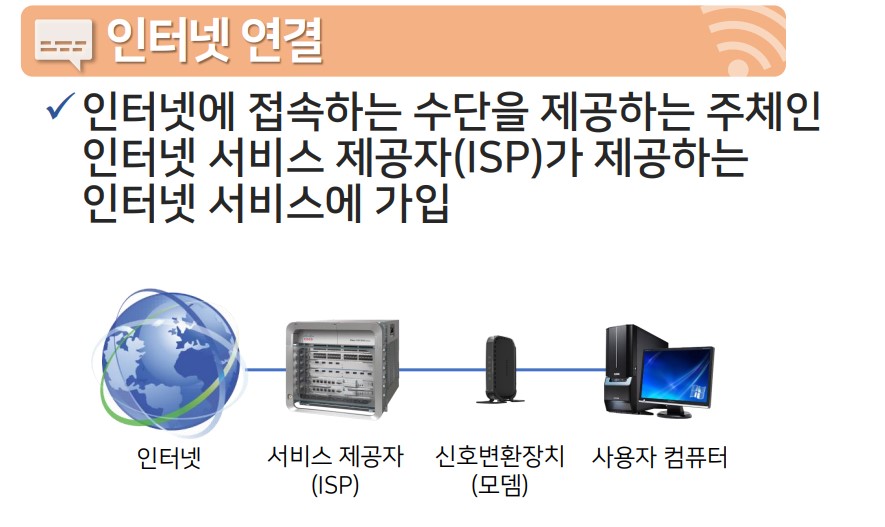 인터넷 연결
✓인터넷에 접속하는 수단을 제공하는 주체인
인터넷 서비스 제공자(ISP)가 제공하는
인터넷 서비스에 가입
인터넷
서비스 제공자
(ISP)
신호변환장치
(모뎀)
사용자 컴퓨터